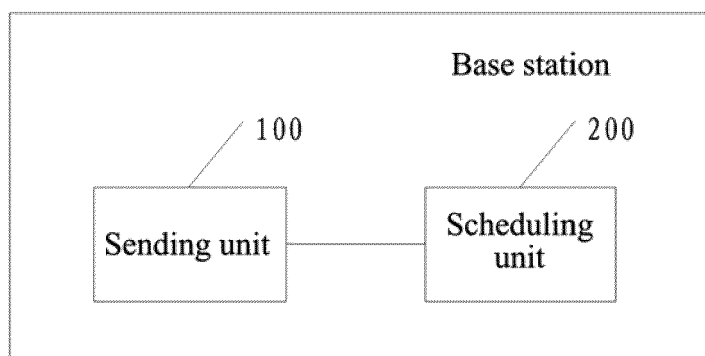 Base station
100
200
Sending unit
Scheduling
unit